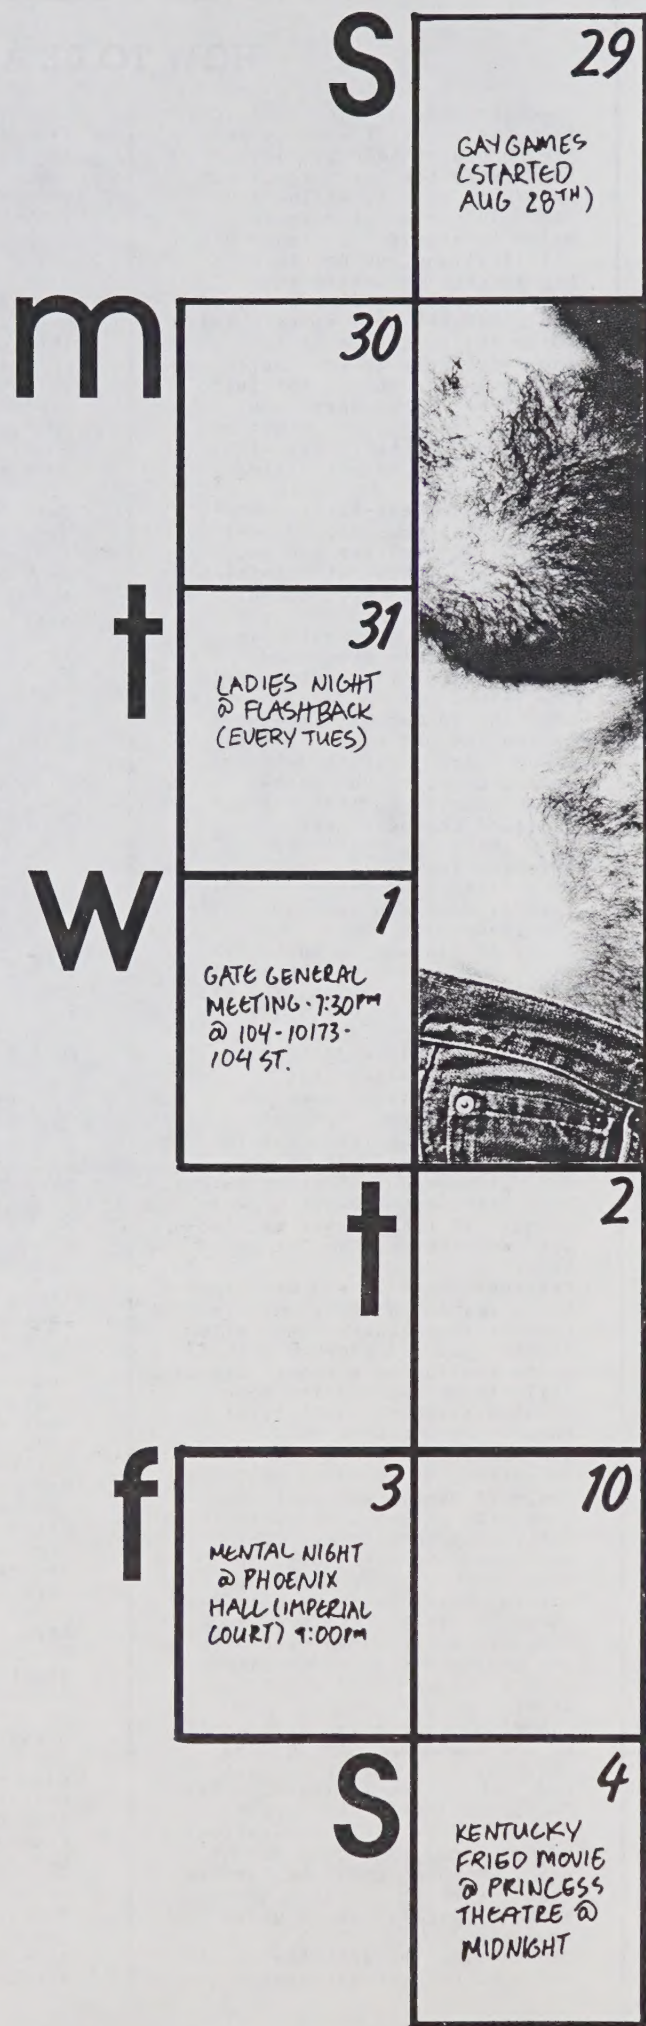 S
29
GAY GAMES
(STARTED
AUG 28TH)
m
30
t
31
LADIES NIGHT
@ FLASHBACK
(EVERY TUES)
W
1
GATE GENERAL
MEETING · 7:30PM
@ 104-10173-
104 ST.
t
2
f
3
MENTAL NIGHT
@ PHOENIX
HALL (IMPERIAL
COURT) 9:00PM
10
S
4
KENTUCKY
FRIED MOVIE
@ PRINCESS
THEATRE @
MIDNIGHT